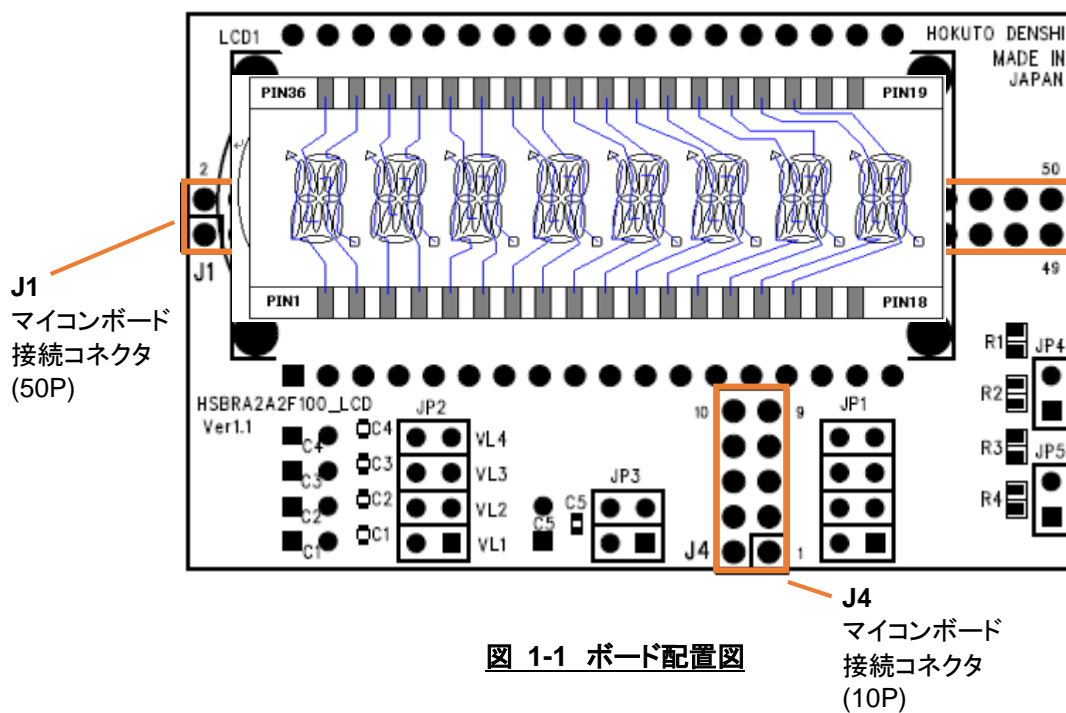 LCD1
HOKUTO DENSHI
MADE IN
JAPAN
PIN36
PIN19
2
50
J1
49
PIN1
PIN18
J1
マイコンボード
接続コネクタ
(50P)
R1
JP4
R2
R3
JP5
R4
HSBRA2A2F100_LCD
Ver1.1
JP2
10
9
JP1
C4
C4
VL4
C3
C3
VL3
JP3
C2
C2
VL2
C5
C5
C1
C1
VL1
J4
1
J4
マイコンボード
接続コネクタ
(10P)
図 1-1 ボード配置図